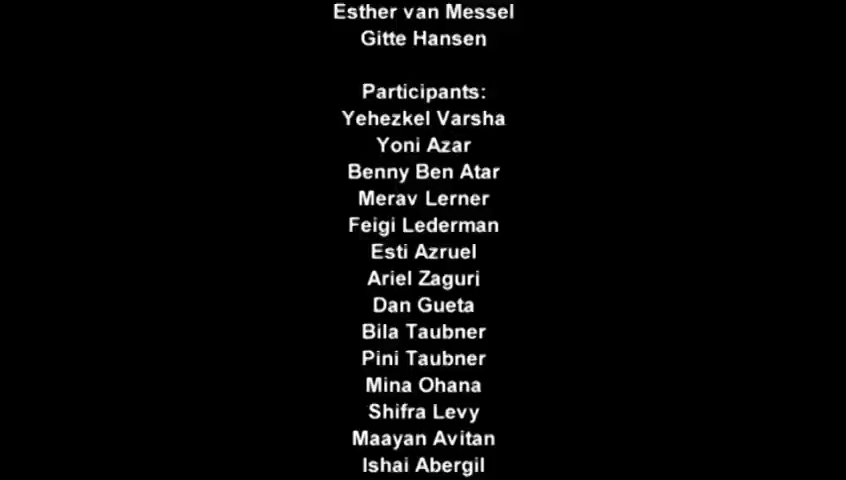 Esther van Messel
Gitte Hansen
Participants:
Yehezkel Varsha
Yoni Azar
Benny Ben Atar
Merav Lerner
Feigi Lederman
Esti Azruel
Ariel Zaguri
Dan Gueta
Bila Taubner
Pini Taubner
Mina Ohana
Shifra Levy
Maayan Avitan
Ishai Abergil